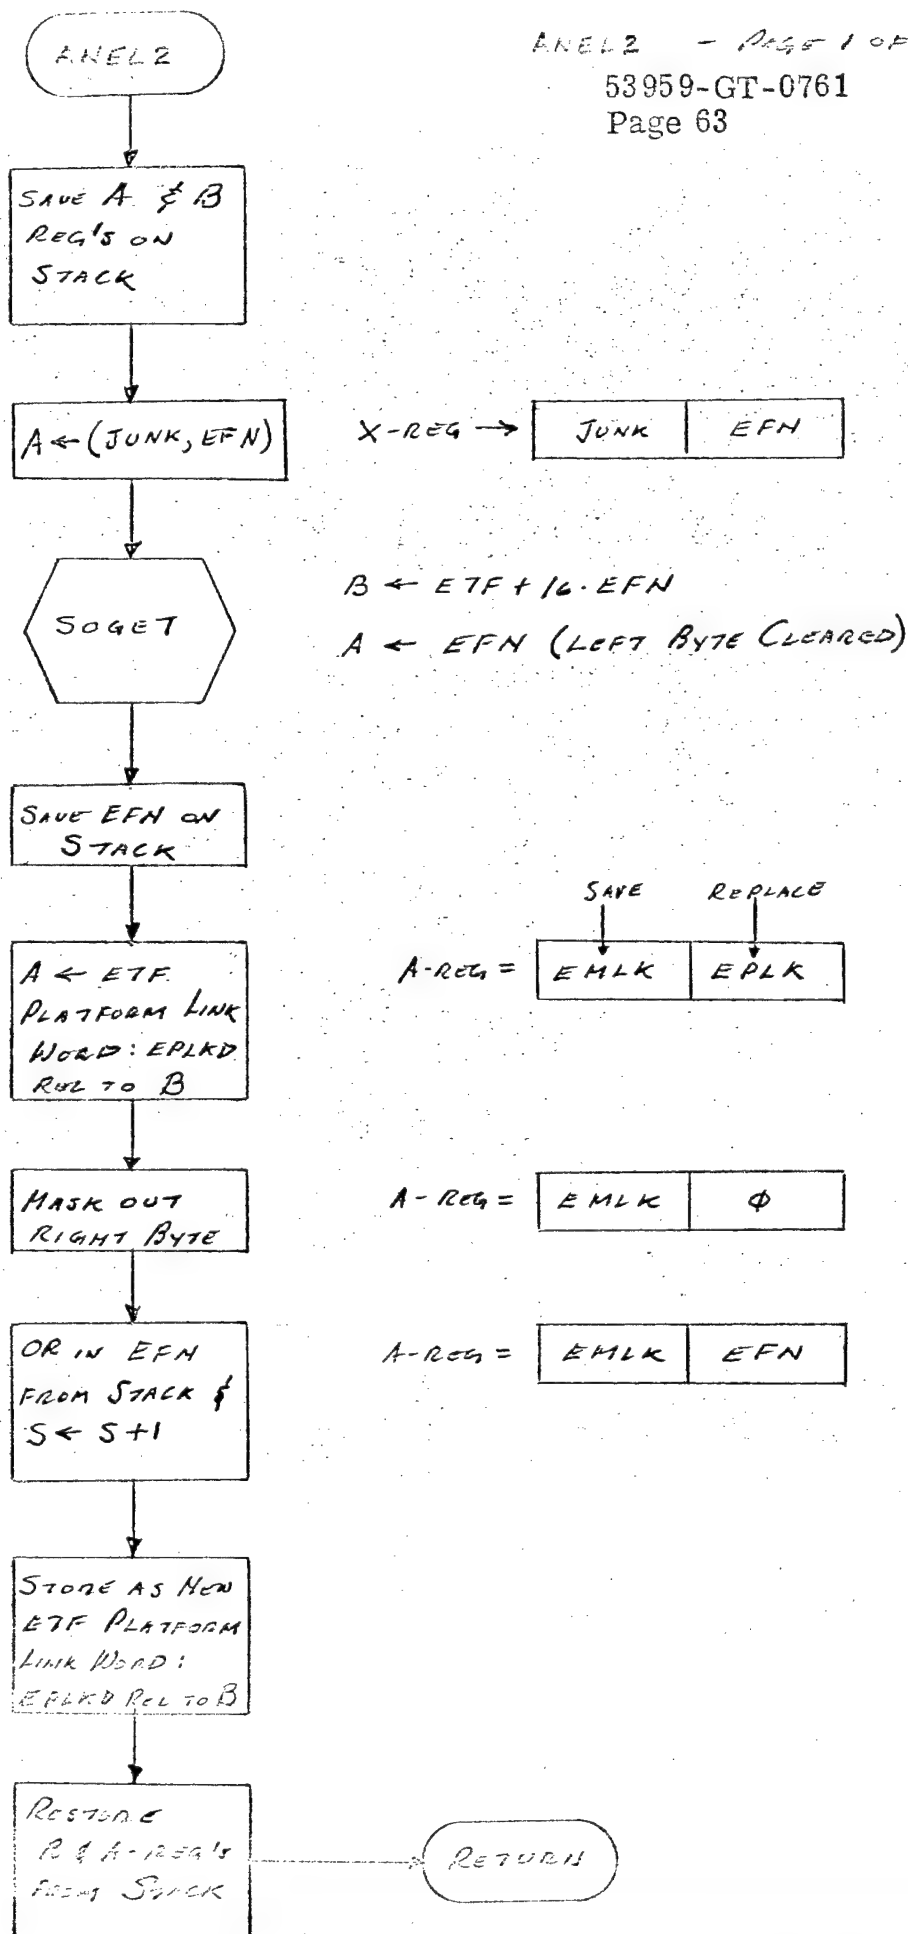 ANEL2 - PAGE 1 OF
53959-GT-0761
Page 63
ANEL2
SAVE A & B
REG'S ON
STACK
A ← (JUNK, EFN)
X-REG → JUNK EFN
SOGET
B ← ETF + 16·EFN
A ← EFN (LEFT BYTE CLEARED)
SAVE EFN ON
STACK
SAVE REPLACE
A ← ETF
PLATFORM LINK
WORD: EPLKD
REL TO B
A-REG = EMLK EPLK
MASK OUT
RIGHT BYTE
A-REG = EMLK Φ
OR IN EFN
FROM STACK &
S ← S+1
A-REG = EMLK EFN
STORE AS NEW
ETF PLATFORM
LINK WORD:
EPLKD REL TO B
RESTORE
B & A-REG'S
FROM STACK
RETURN